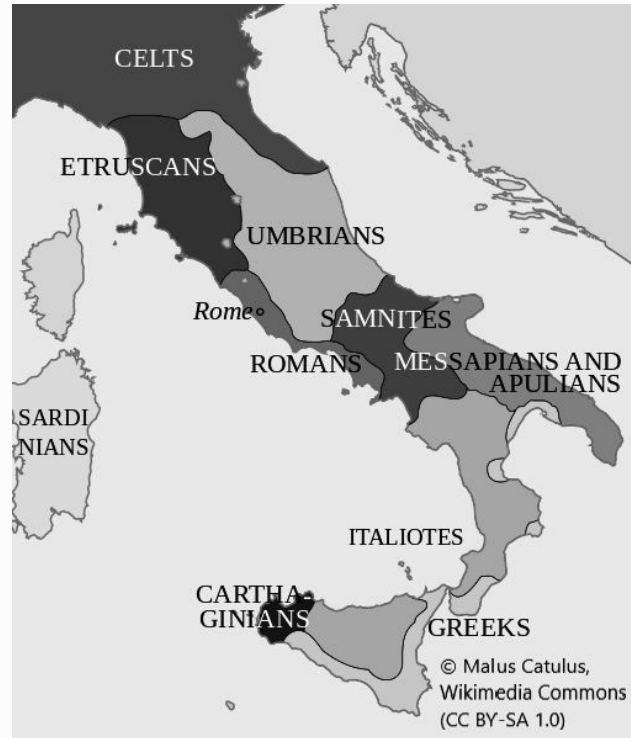 CELTS
ETRUSCANS
UMBRIANS
Rome
SAMNITES
ROMANS
MESSAPIANS AND
APULIANS
SARDI
NIANS
ITALIOTES
CARTHA-
GINIANS
GREEKS
© Malus Catulus,
Wikimedia Commons
(CC BY-SA 1.0)